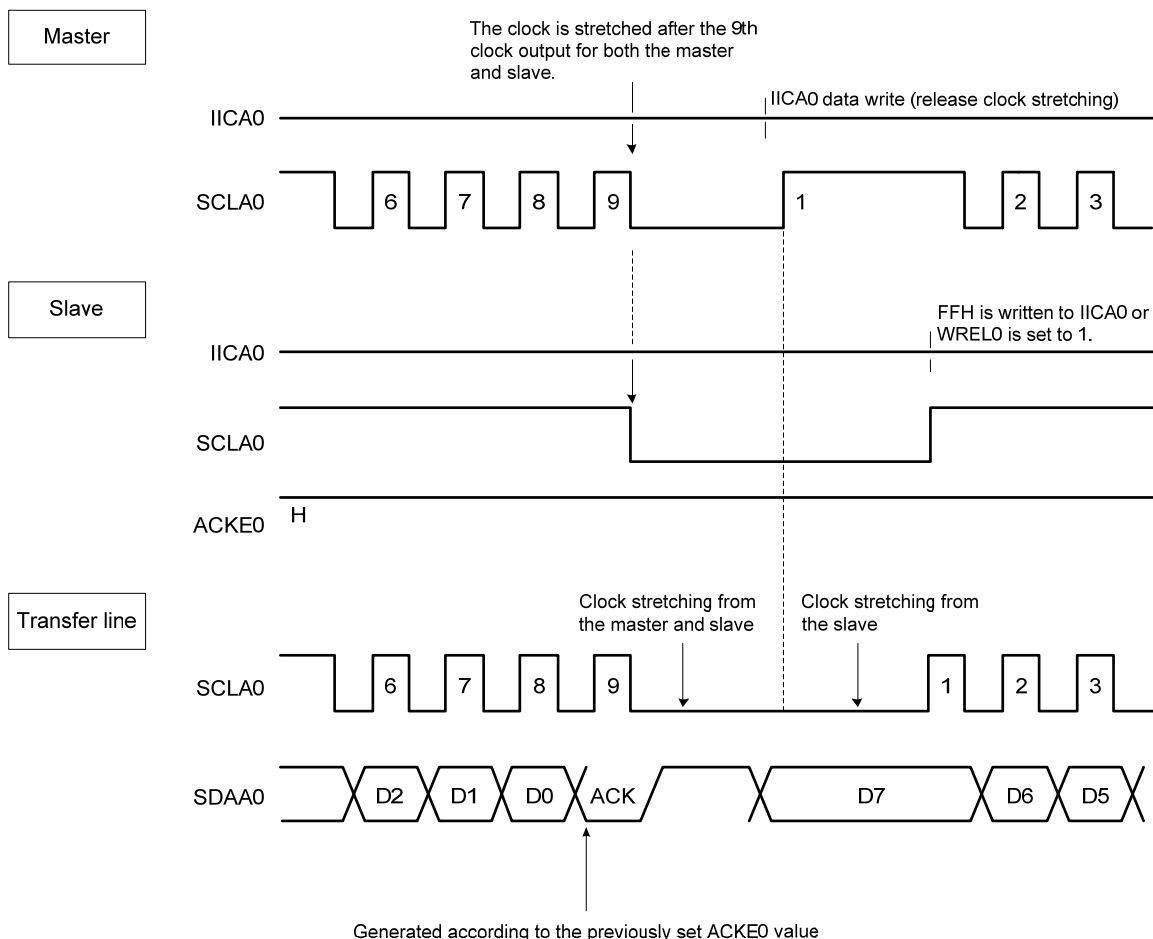 Master
The clock is stretched after the 9th
clock output for both the master
and slave.
IICA0 data write (release clock stretching)
IICA0
SCLA0
6 7 8 9 1 2 3
Slave
FFH is written to IICA0 or
WREL0 is set to 1.
IICA0
SCLA0
ACKE0
H
Transfer line
Clock stretching from
the master and slave
Clock stretching from
the slave
SCLA0
6 7 8 9 1 2 3
SDAA0
D2 D1 D0 ACK D7 D6 D5
Generated according to the previously set ACKE0 value